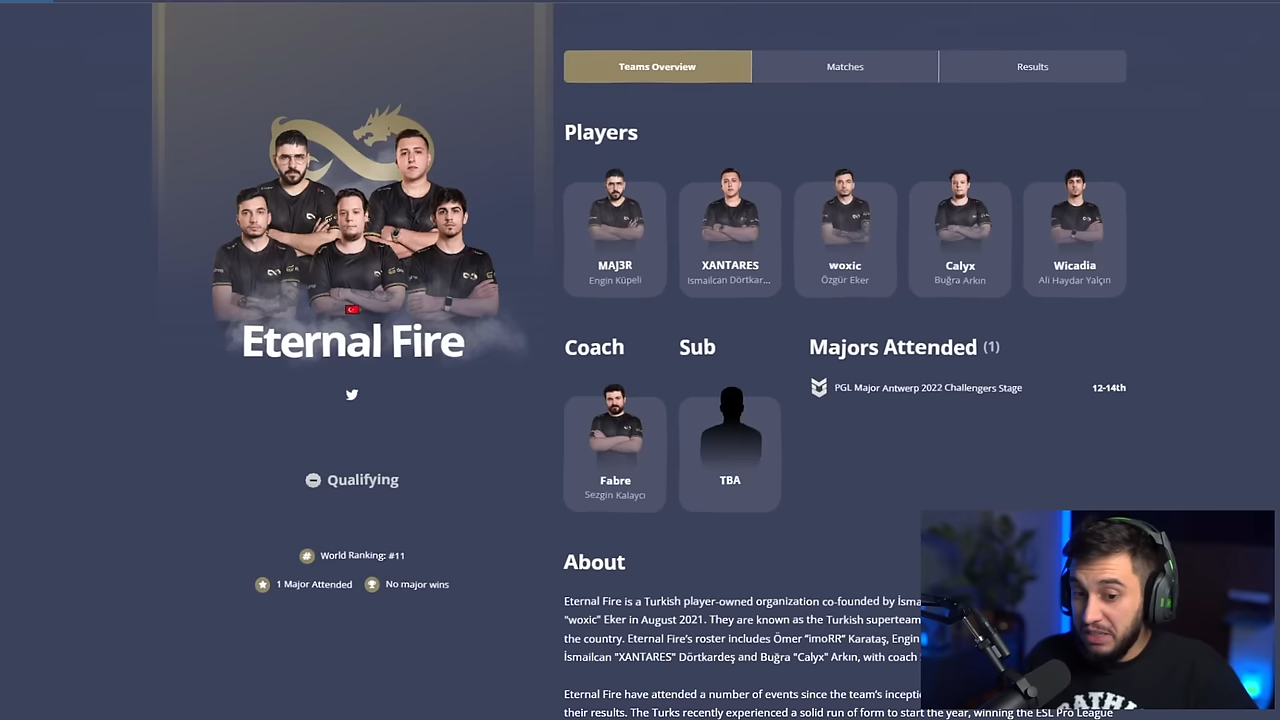 Teams Overview
Matches
Results
Players
MAJ3R
Engin Küpeli
XANTARES
Ismailcan Dörtkar...
woxic
Özgür Eker
Calyx
Buğra Arkın
Wicadia
Ali Haydar Yalçın
Eternal Fire
Qualifying
World Ranking: #11
1 Major Attended
No major wins
Coach
Sub
Fabre
Sezgin Kalaycı
TBA
Majors Attended (1)
PGL Major Antwerp 2022 Challengers Stage
12-14th
About
Eternal Fire is a Turkish player-owned organization co-founded by
"woxic" Eker in August 2021. They are known as the Turkish superteam
the country. Eternal Fire's roster includes Ömer "imoRR" Karataş, Engin
İsmailcan "XANTARES" Dörtkardeş and Buğra "Calyx" Arkın, with coach
Eternal Fire have attended a number of events since the team's
their results. The Turks recently experienced a solid run of form to start the year, winning the ESL Pro League